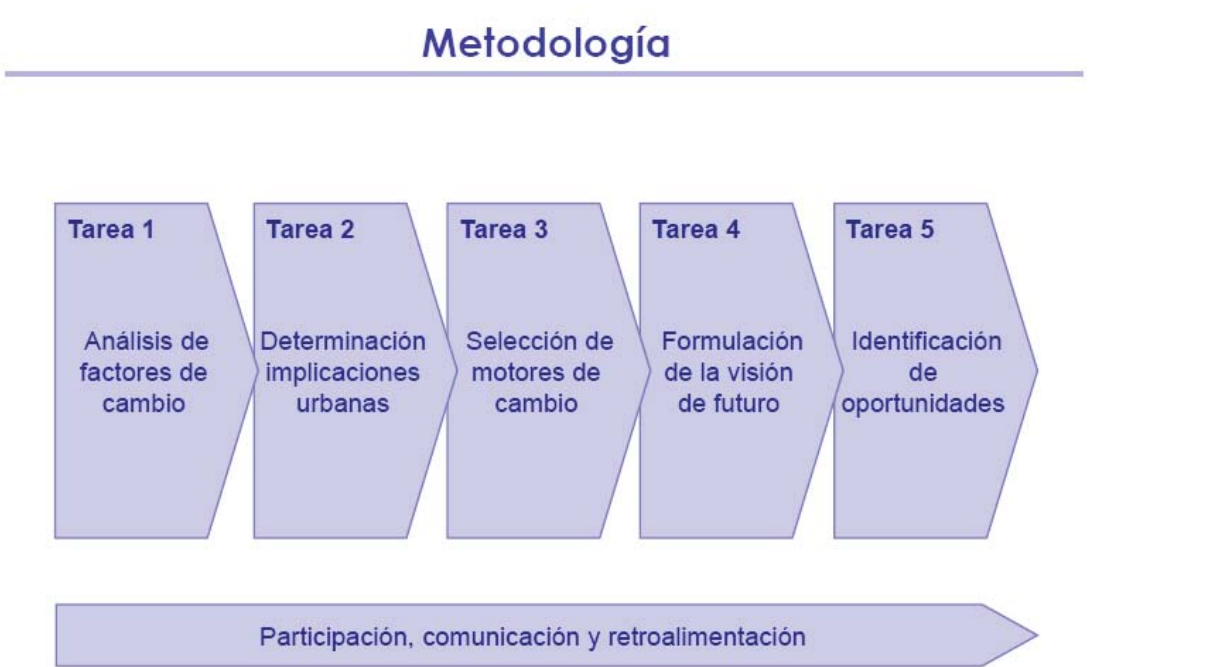 Metodología
Tarea 1
Análisis de
factores de
cambio
Tarea 2
Determinación
implicaciones
urbanas
Tarea 3
Selección de
motores de
cambio
Tarea 4
Formulación
de la visión
de futuro
Tarea 5
Identificación
de
oportunidades
Participación, comunicación y retroalimentación